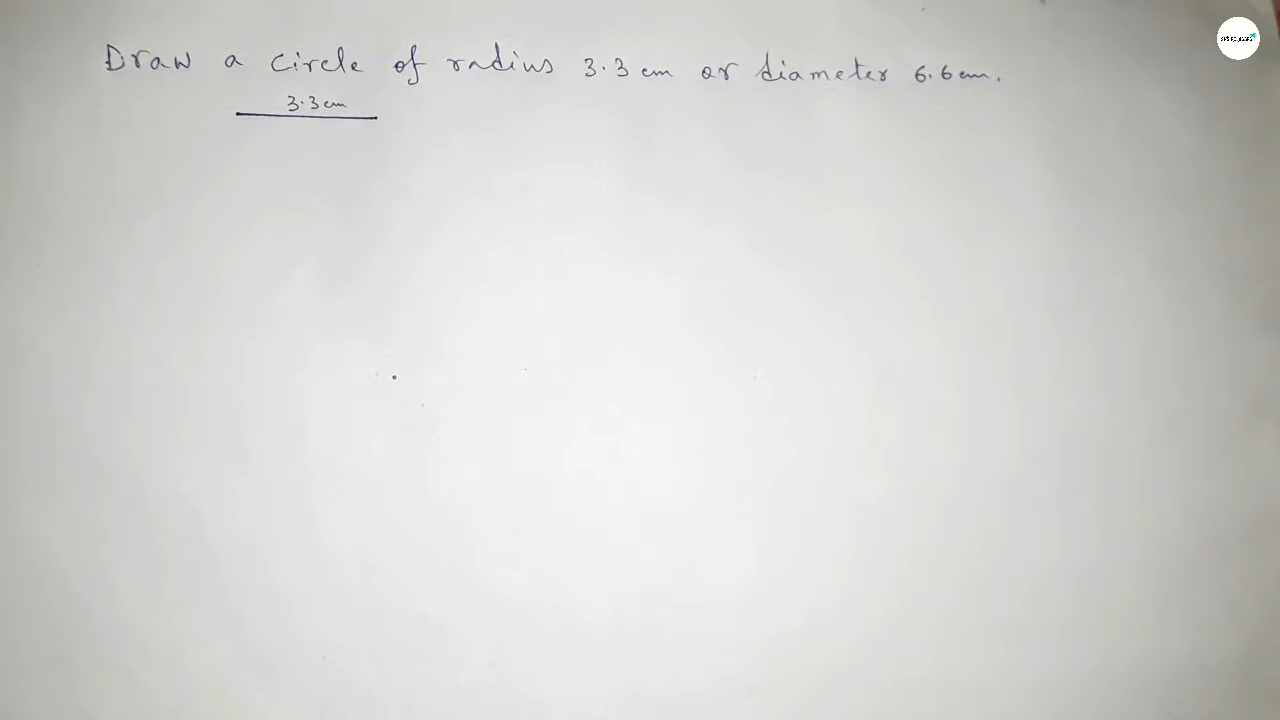 Draw a circle of radius 3.3 cm or diameter 6.6 cm.
3.3 cm